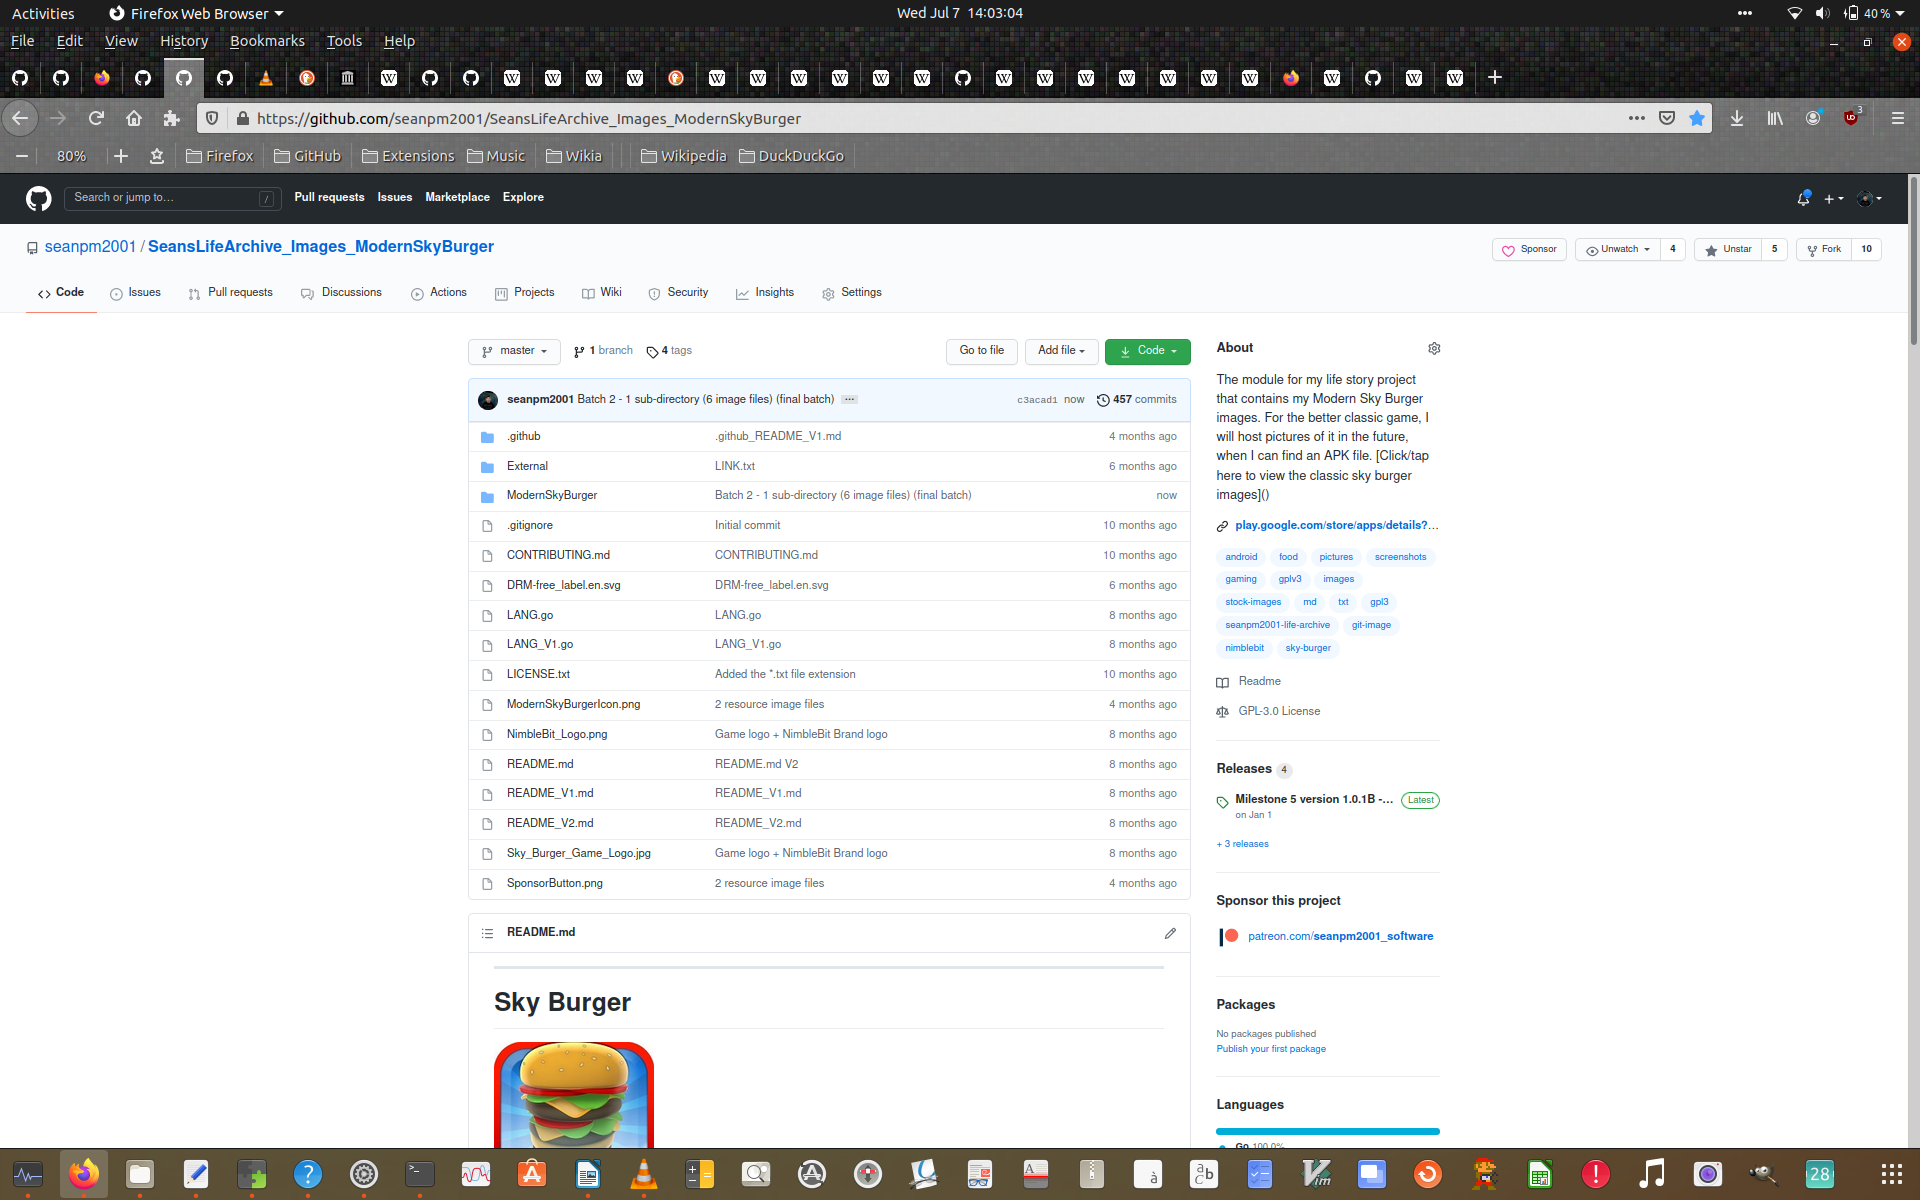 Activities
Firefox Web Browser
Wed Jul 7 14:03:04
40 %
File Edit View History Bookmarks Tools Help
https://github.com/seanpm2001/SeansLifeArchive_Images_ModernSkyBurger
3
80%
Firefox GitHub Extensions Music Wikia Wikipedia DuckDuckGo
Search or jump to… /
Pull requests Issues Marketplace Explore
seanpm2001 / SeansLifeArchive_Images_ModernSkyBurger
Sponsor Unwatch 4 Unstar 5 Fork 10
Code Issues Pull requests Discussions Actions Projects Wiki Security Insights Settings
master 1 branch 4 tags
Go to file Add file Code
seanpm2001 Batch 2 - 1 sub-directory (6 image files) (final batch) ... c3acad1 now 457 commits
.github .github_README_V1.md 4 months ago
External LINK.txt 6 months ago
ModernSkyBurger Batch 2 - 1 sub-directory (6 image files) (final batch) now
.gitignore Initial commit 10 months ago
CONTRIBUTING.md CONTRIBUTING.md 10 months ago
DRM-free_label.en.svg DRM-free_label.en.svg 6 months ago
LANG.go LANG.go 8 months ago
LANG_V1.go LANG_V1.go 8 months ago
LICENSE.txt Added the *.txt file extension 10 months ago
ModernSkyBurgerIcon.png 2 resource image files 4 months ago
NimbleBit_Logo.png Game logo + NimbleBit Brand logo 8 months ago
README.md README.md V2 8 months ago
README_V1.md README_V1.md 8 months ago
README_V2.md README_V2.md 8 months ago
Sky_Burger_Game_Logo.jpg Game logo + NimbleBit Brand logo 8 months ago
SponsorButton.png 2 resource image files 4 months ago
README.md
Sky Burger
About
The module for my life story project
that contains my Modern Sky Burger
images. For the better classic game, I
will host pictures of it in the future,
when I can find an APK file. [Click/tap
here to view the classic sky burger
images]()
play.google.com/store/apps/details?…
android food pictures screenshots
gaming gplv3 images
stock-images md txt gpl3
seanpm2001-life-archive git-image
nimblebit sky-burger
Readme
GPL-3.0 License
Releases 4
Milestone 5 version 1.0.1B -... Latest
on Jan 1
+ 3 releases
Sponsor this project
patreon.com/seanpm2001_software
Packages
No packages published
Publish your first package
Languages
Go 100.0%
28